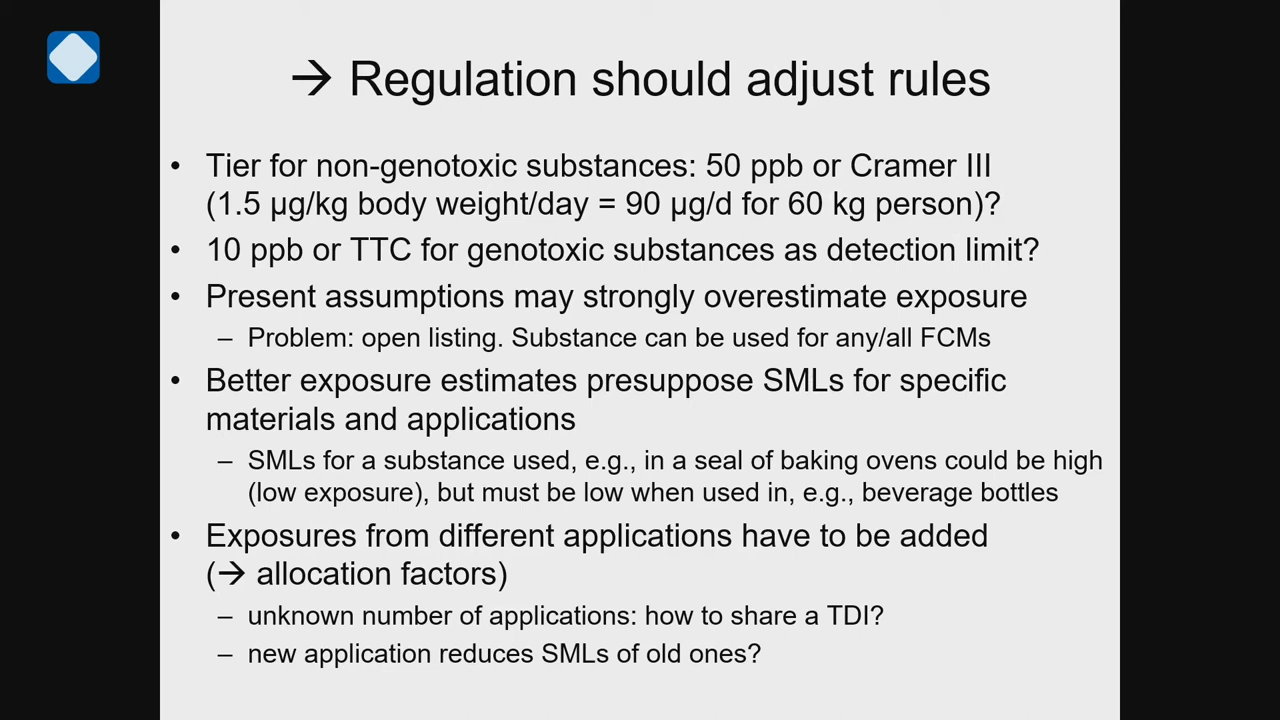 → Regulation should adjust rules
• Tier for non-genotoxic substances: 50 ppb or Cramer III
(1.5 µg/kg body weight/day = 90 µg/d for 60 kg person)?
• 10 ppb or TTC for genotoxic substances as detection limit?
• Present assumptions may strongly overestimate exposure
– Problem: open listing. Substance can be used for any/all FCMs
• Better exposure estimates presuppose SMLs for specific
materials and applications
– SMLs for a substance used, e.g., in a seal of baking ovens could be high
(low exposure), but must be low when used in, e.g., beverage bottles
• Exposures from different applications have to be added
(→ allocation factors)
– unknown number of applications: how to share a TDI?
– new application reduces SMLs of old ones?